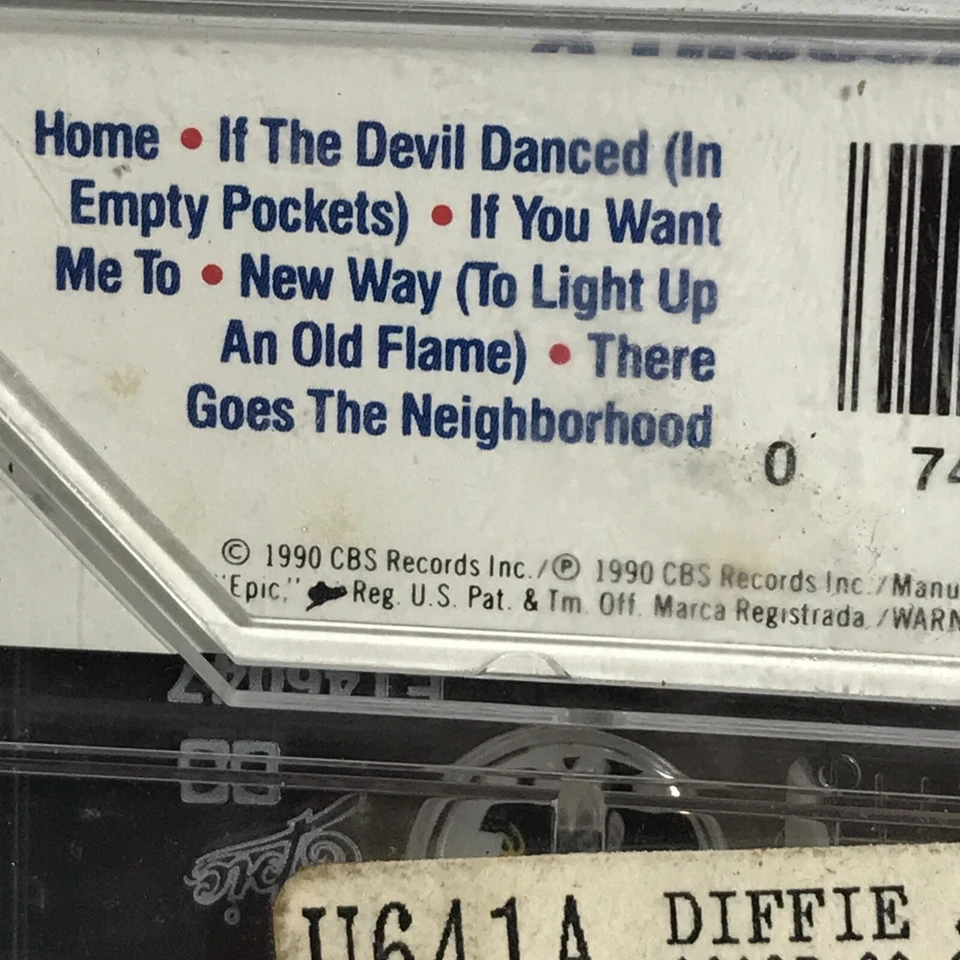 Home • If The Devil Danced (In
Empty Pockets) • If You Want
Me To • New Way (To Light Up
An Old Flame) • There
Goes The Neighborhood
0 74
© 1990 CBS Records Inc./℗ 1990 CBS Records Inc./Manu
"Epic," Reg. U.S. Pat. & Tm. Off. Marca Registrada./WARN
Epic
U641A DIFFIE